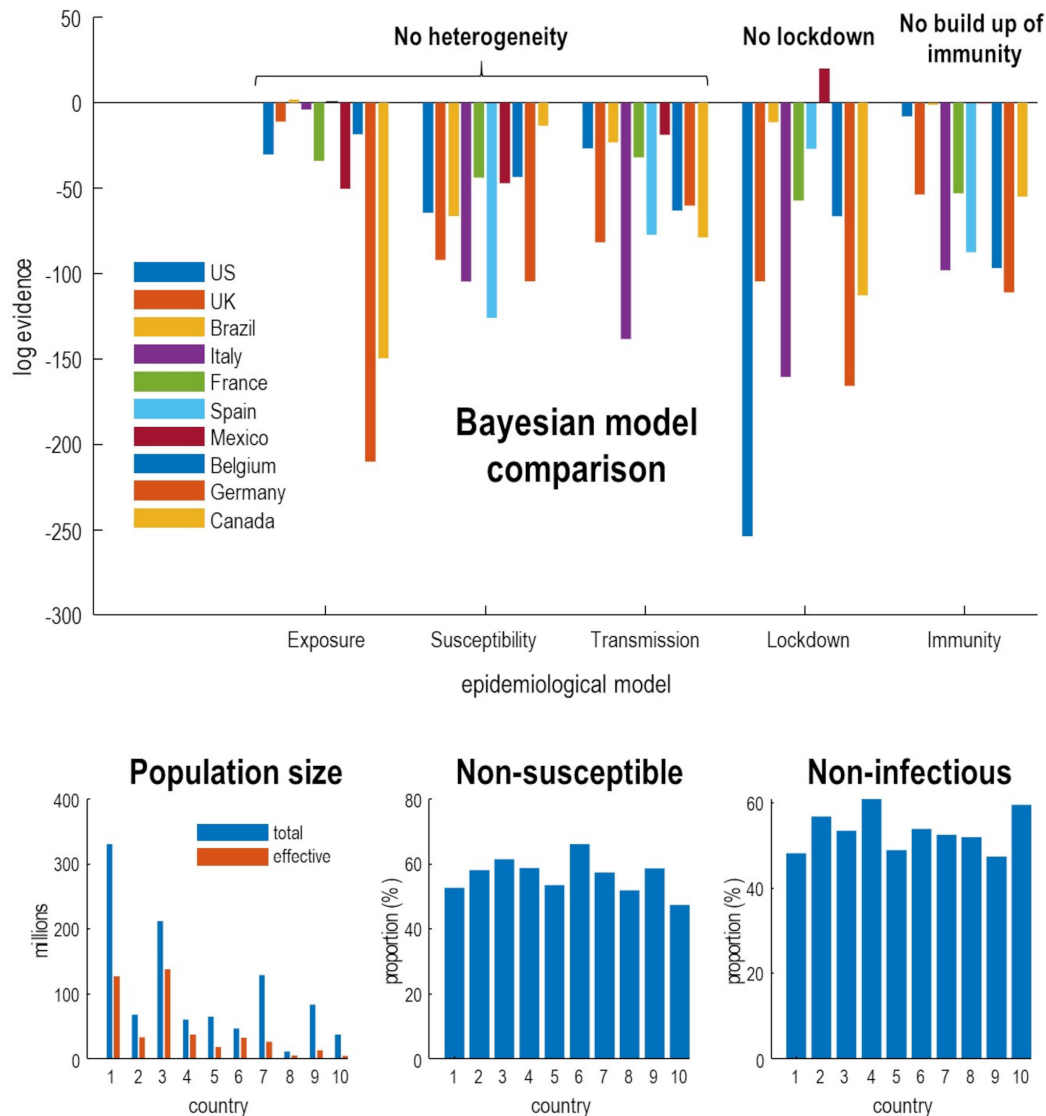 No heterogeneity
No lockdown
No build up of
immunity
50
0
-50
-100
-150
-200
-250
-300
log evidence
US
UK
Brazil
Italy
France
Spain
Mexico
Belgium
Germany
Canada
Bayesian model
comparison
Exposure
Susceptibility
Transmission
Lockdown
Immunity
epidemiological model
Population size
400
300
200
100
0
millions
total
effective
1 2 3 4 5 6 7 8 9 10
country
Non-susceptible
80
60
40
20
0
proportion (%)
1 2 3 4 5 6 7 8 9 10
country
Non-infectious
60
40
20
0
proportion (%)
1 2 3 4 5 6 7 8 9 10
country